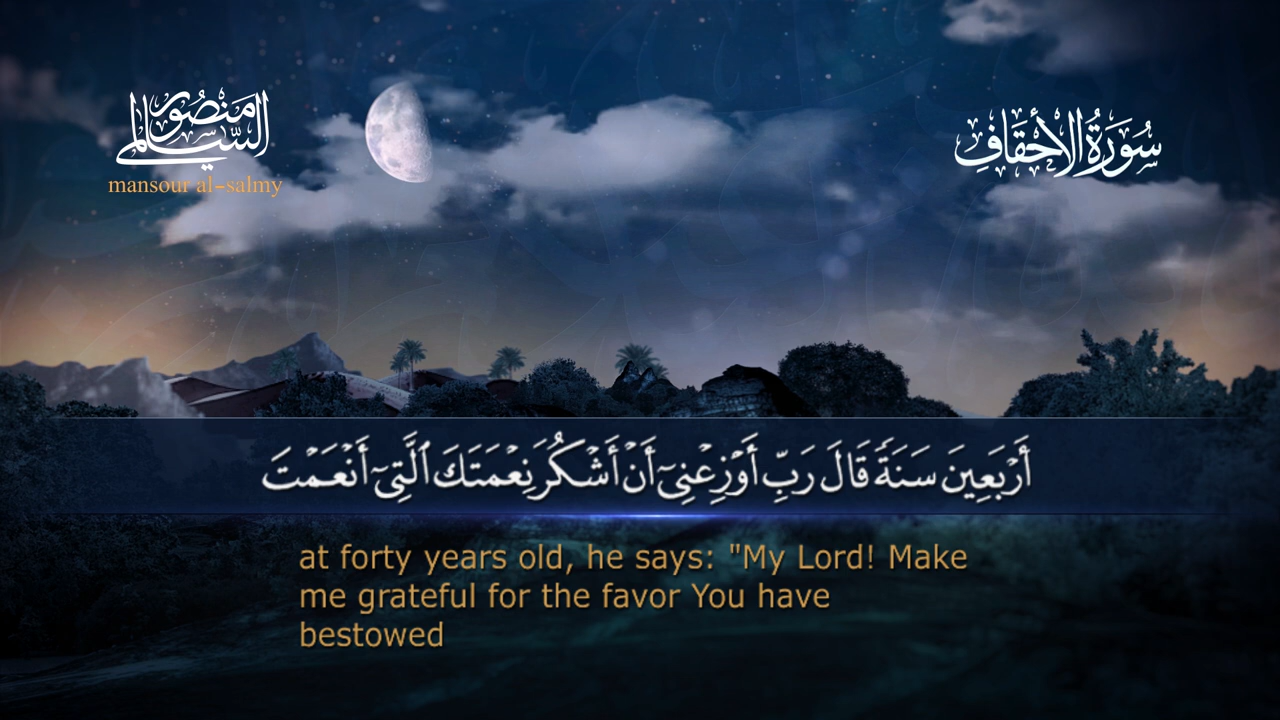 منصور السالمي
mansour al-salmy
سُورَةُ الأَحْقَافِ
أَرْبَعِينَ سَنَةً قَالَ رَبِّ أَوْزِعْنِىٓ أَنْ أَشْكُرَ نِعْمَتَكَ ٱلَّتِىٓ أَنْعَمْتَ
at forty years old, he says: "My Lord! Make
me grateful for the favor You have
bestowed